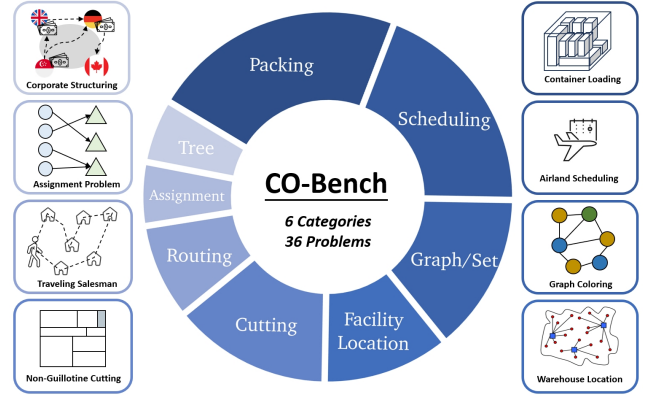 Corporate Structuring
Assignment Problem
Traveling Salesman
Non-Guillotine Cutting
Packing
Scheduling
Tree
Assignment
Routing
Cutting
Facility
Location
Graph/Set
CO-Bench
6 Categories
36 Problems
Container Loading
Airland Scheduling
Graph Coloring
Warehouse Location